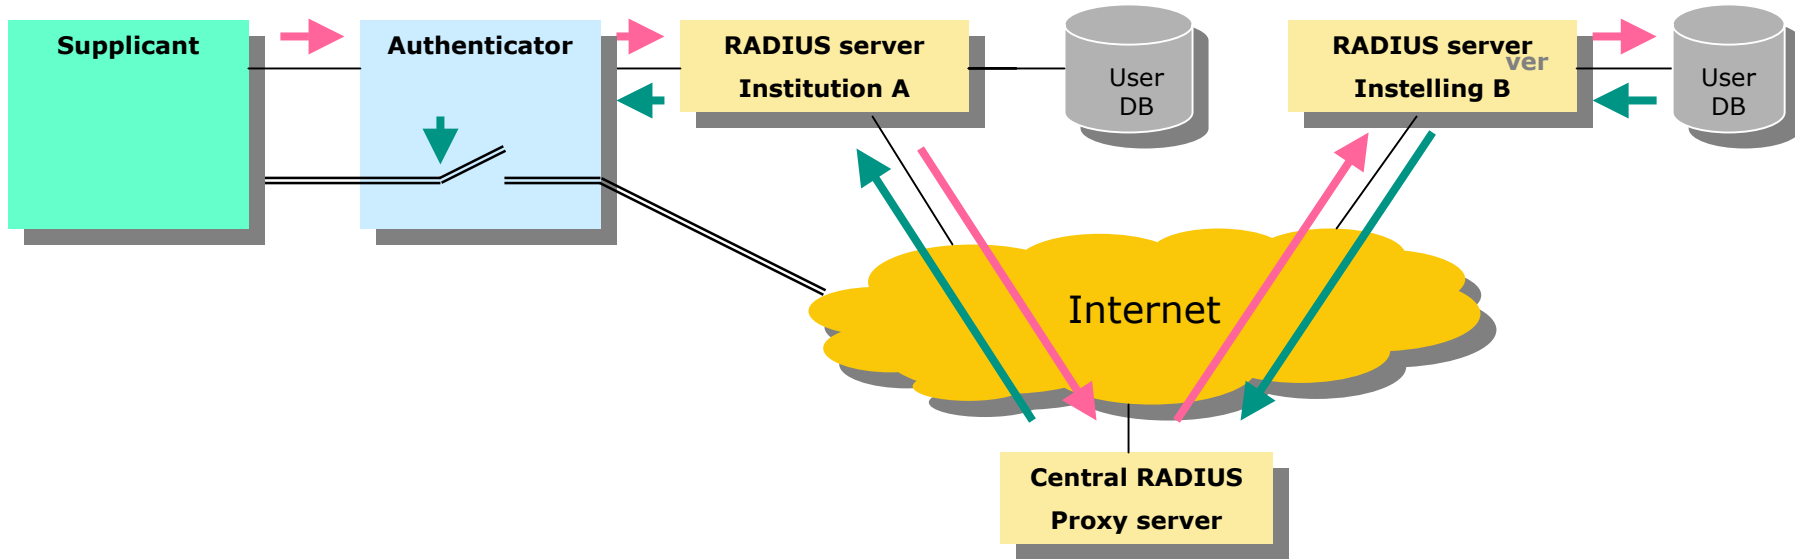 Supplicant
Authenticator
RADIUS server
Institution A
User
DB
RADIUS server
ver
Instelling B
User
DB
Internet
Central RADIUS
Proxy server